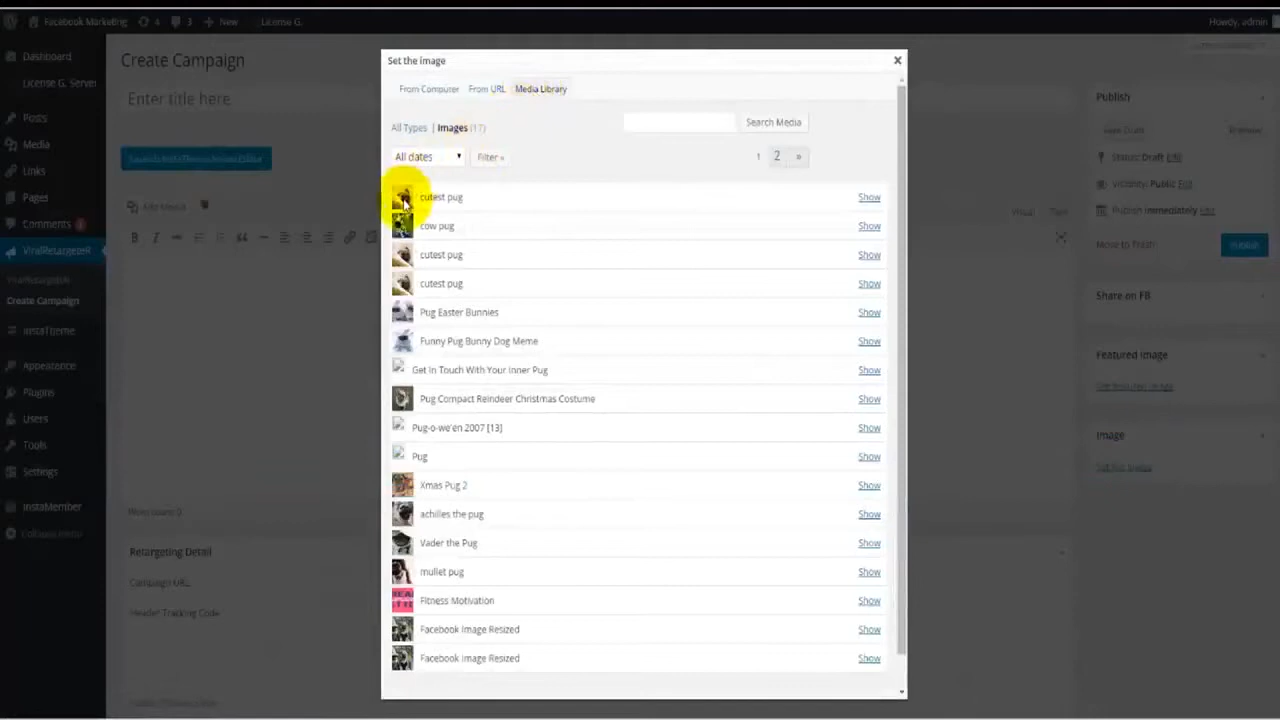 Facebook Marketing 4 3 New License G. Howdy, admin
Dashboard
License G. Server
Posts
Media
Links
Pages
Comments
ViralRetargeteR
ViralRetargeteR
Create Campaign
InstaTheme
Appearance
Plugins
Users
Tools
Settings
InstaMember
Collapse menu
Create Campaign
Enter title here
Add Media
Visual Text
B I
Word count: 0
Retargeting Detail
Campaign URL
Header Tracking Code
Set the image
From Computer From URL Media Library
All Types | Images (17)
Search Media
All dates Filter » 1 2 »
cutest pug Show
cow pug Show
cutest pug Show
cutest pug Show
Pug Easter Bunnies Show
Funny Pug Bunny Dog Meme Show
Get In Touch With Your Inner Pug Show
Pug Compact Reindeer Christmas Costume Show
Pug-o-we'en 2007 [13] Show
Pug Show
Xmas Pug 2 Show
achilles the pug Show
Vader the Pug Show
mullet pug Show
Fitness Motivation Show
Facebook Image Resized Show
Facebook Image Resized Show
Publish
Save Draft Preview
Status: Draft Edit
Visibility: Public Edit
Publish immediately Edit
Move to Trash Publish
Share on FB
Featured Image
Set featured image
Image
Set the image